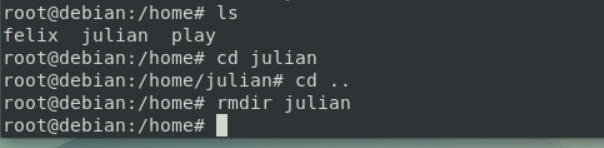 root@debian:/home# ls
felix  julian  play
root@debian:/home# cd julian
root@debian:/home/julian# cd ..
root@debian:/home# rmdir julian
root@debian:/home#